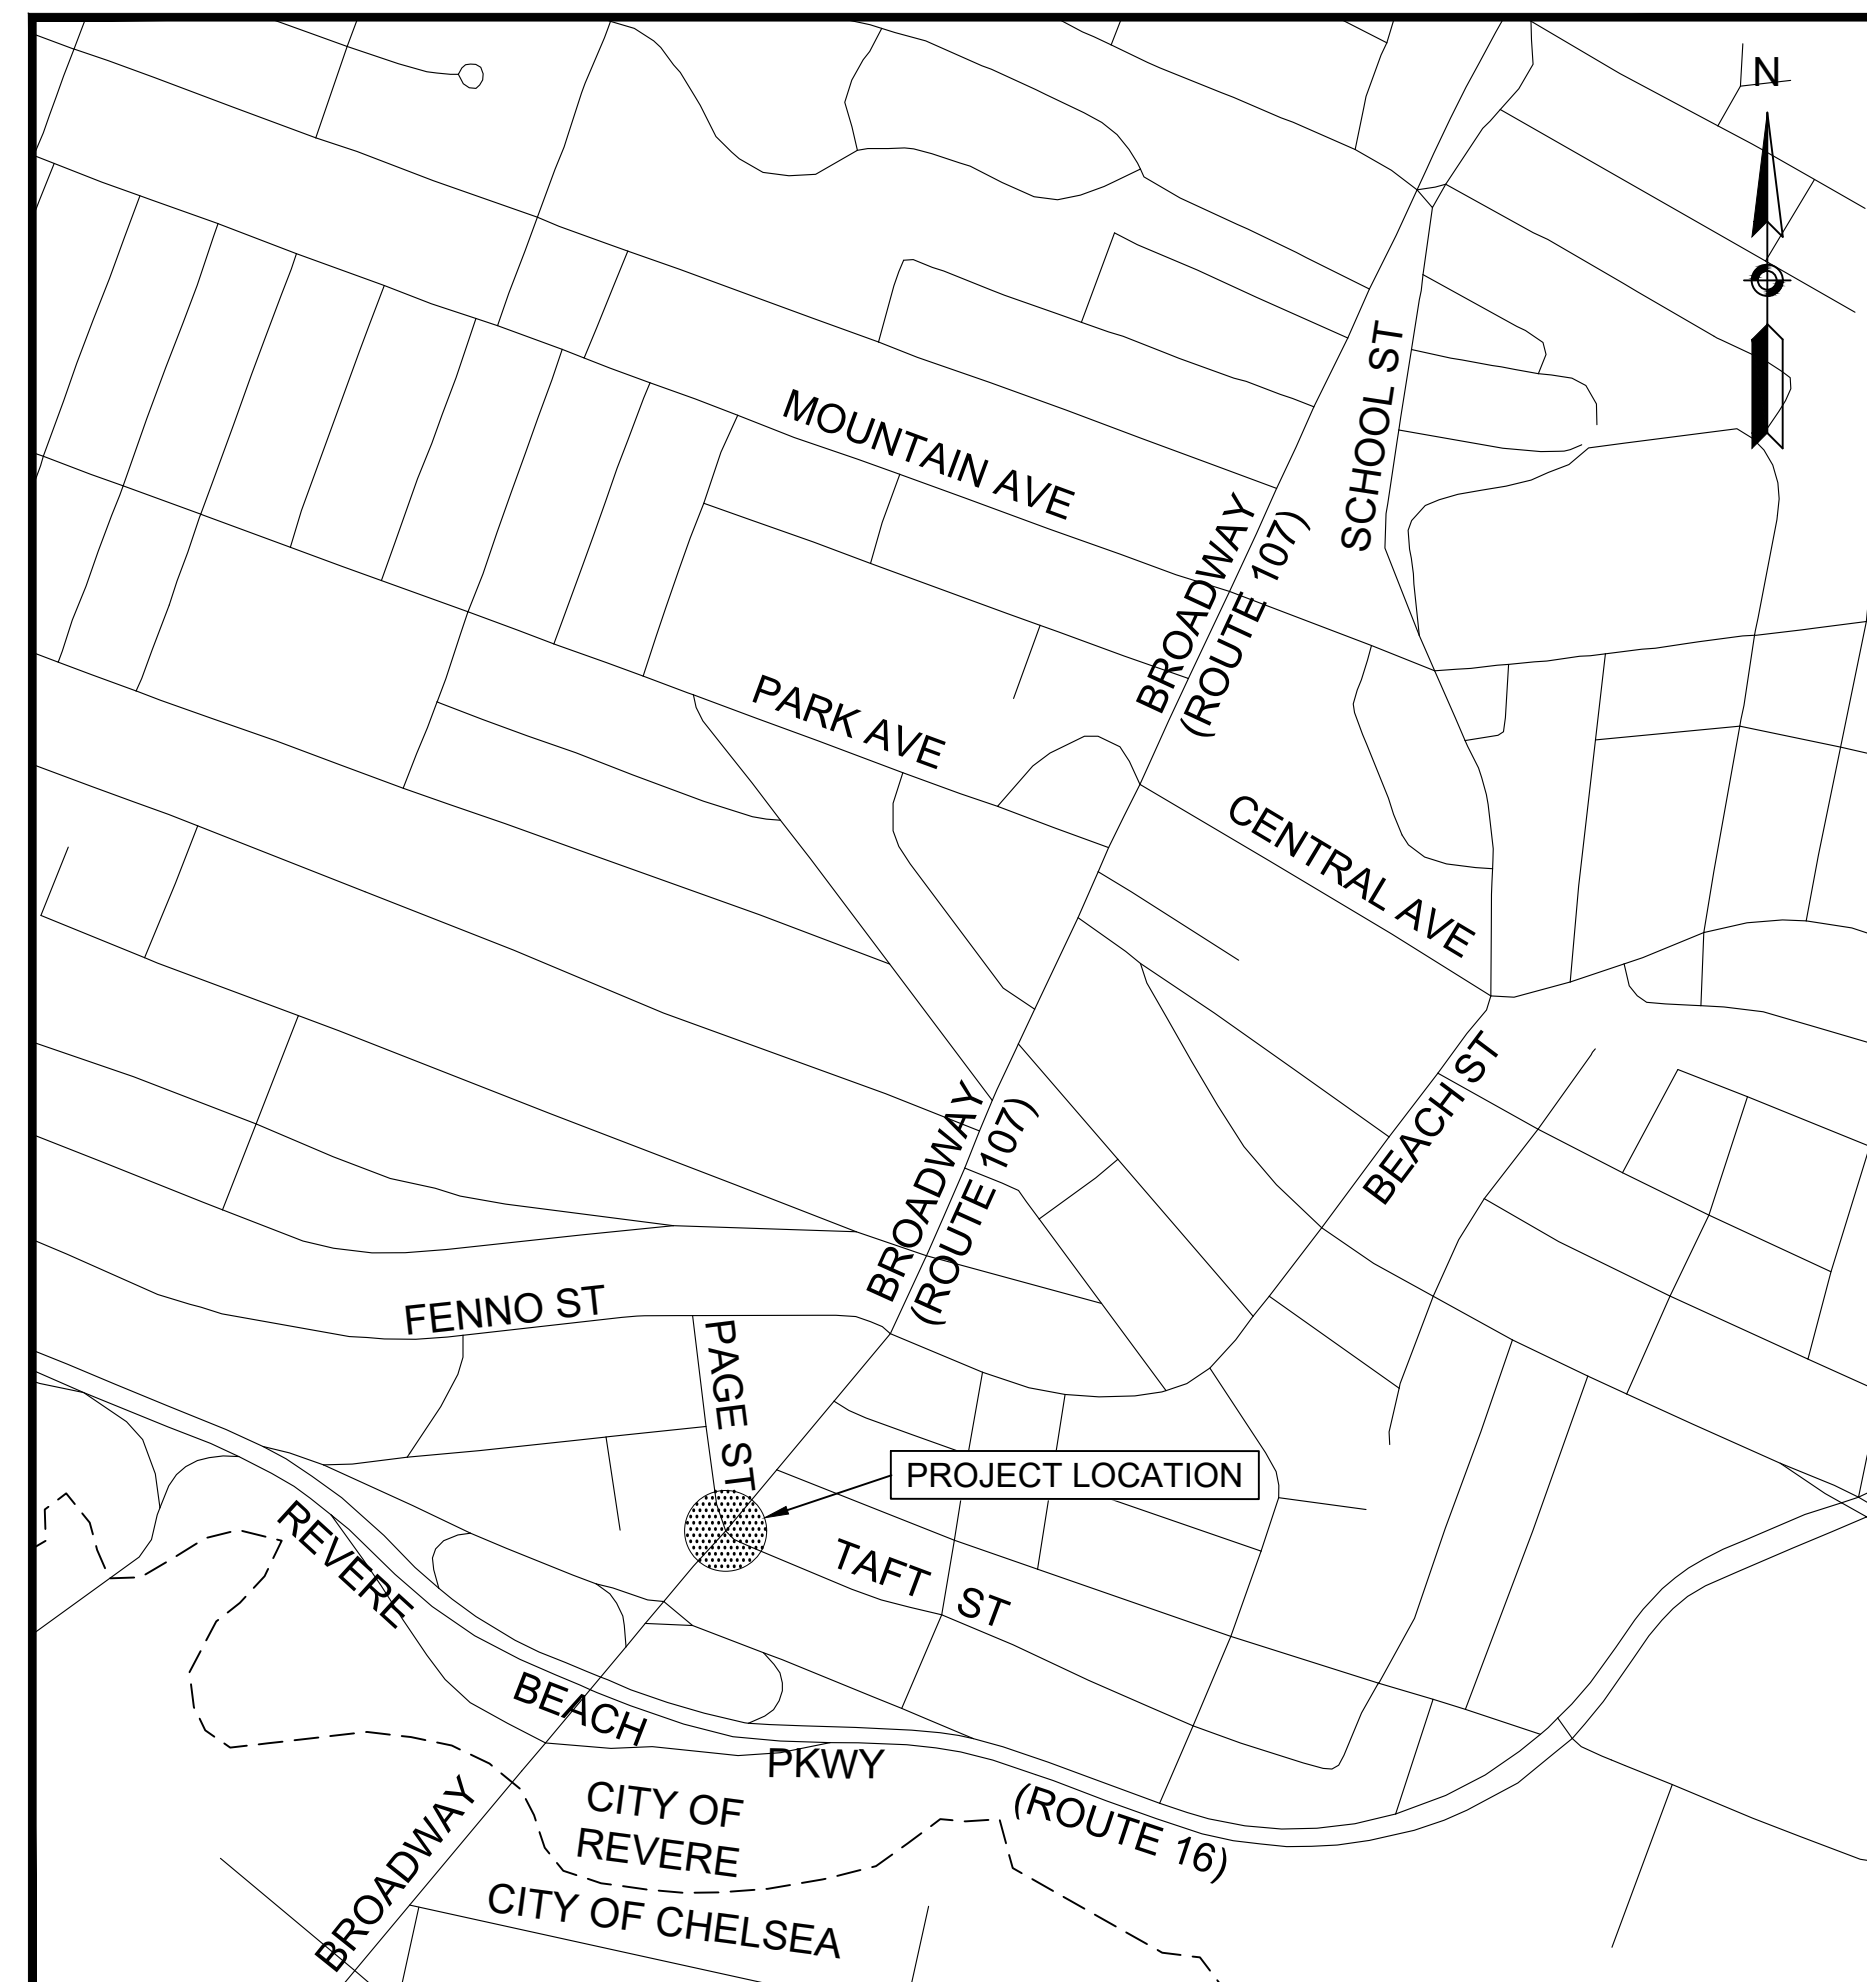 N
SCHOOL ST
MOUNTAIN AVE
BROADWAY
(ROUTE 107)
PARK AVE
CENTRAL AVE
BEACH ST
BROADWAY
(ROUTE 107)
FENNO ST
PAGE ST
PROJECT LOCATION
TAFT ST
REVERE BEACH PKWY (ROUTE 16)
CITY OF
REVERE
CITY OF CHELSEA
BROADWAY